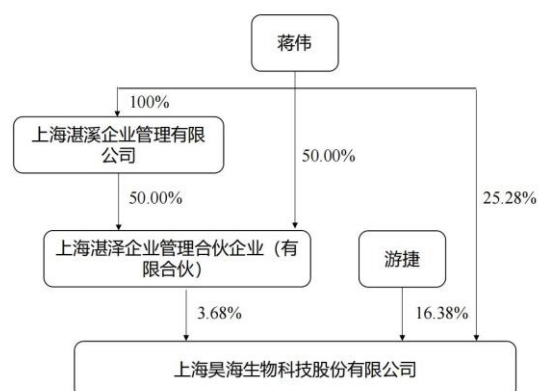 蒋伟
100%
上海湛溪企业管理有限
公司
50.00%
50.00%
25.28%
上海湛泽企业管理合伙企业（有
限合伙）
游捷
3.68%
16.38%
上海昊海生物科技股份有限公司